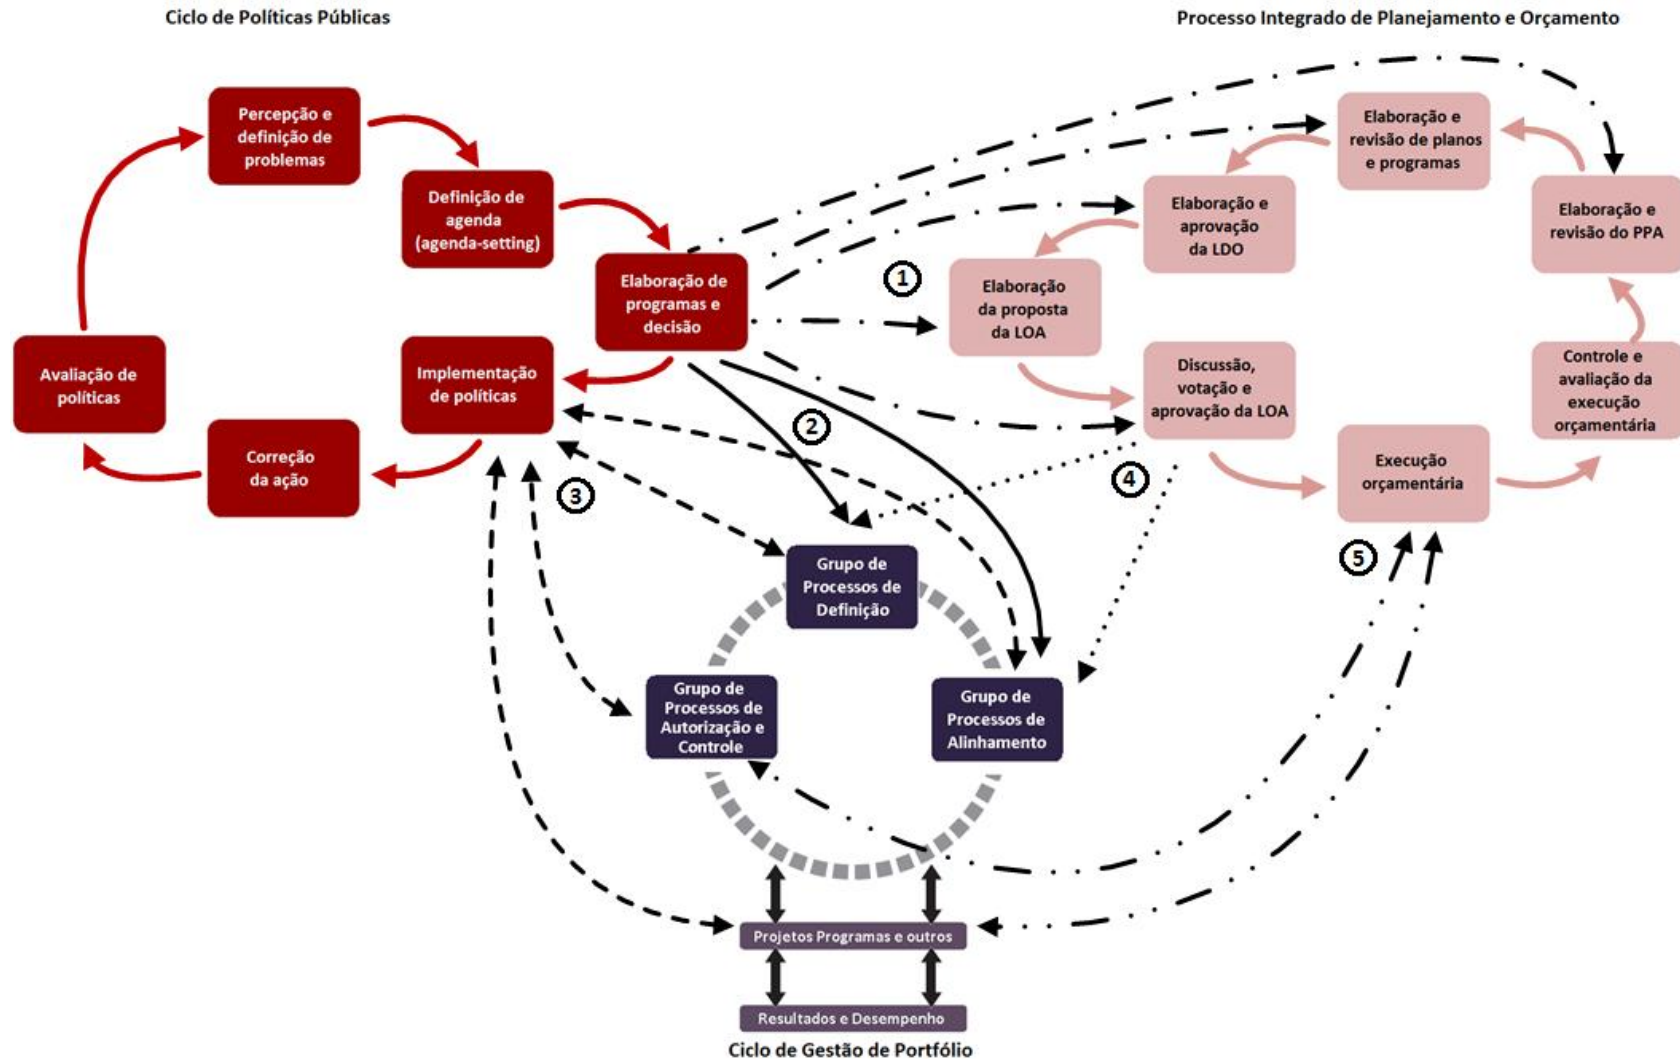 Ciclo de Políticas Públicas
Processo Integrado de Planejamento e Orçamento
Percepção e
definição de
problemas
Definição de
agenda
(agenda-setting)
Elaboração de
programas e
decisão
Implementação
de políticas
Correção
da ação
Avaliação de
políticas
Elaboração e
revisão de planos
e programas
Elaboração e
aprovação
da LDO
Elaboração e
revisão do PPA
Elaboração
da proposta
da LOA
Discussão,
votação e
aprovação da LOA
Controle e
avaliação da
execução
orçamentária
Execução
orçamentária
1
2
3
4
5
Grupo de
Processos de
Definição
Grupo de
Processos de
Autorização e
Controle
Grupo de
Processos de
Alinhamento
Projetos Programas e outros
Resultados e Desempenho
Ciclo de Gestão de Portfólio